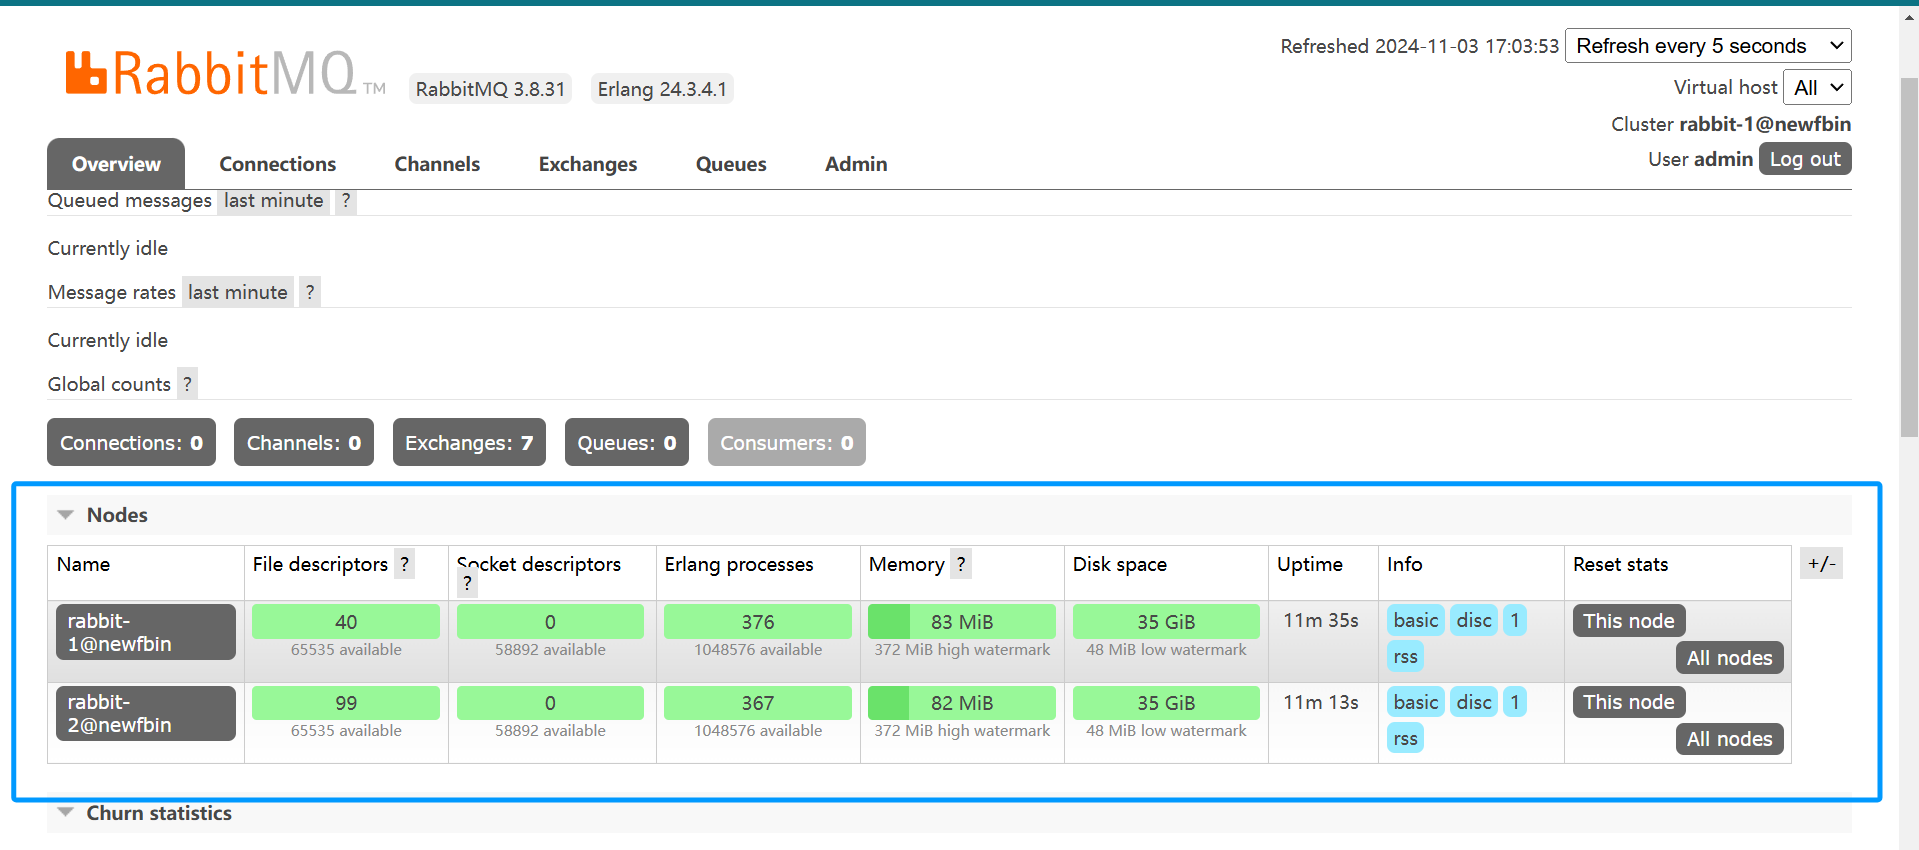 Refreshed 2024-11-03 17:03:53 Refresh every 5 seconds
RabbitMQ TM RabbitMQ 3.8.31 Erlang 24.3.4.1
Virtual host All
Cluster rabbit-1@newfbin
User admin Log out
Overview Connections Channels Exchanges Queues Admin
Queued messages last minute ?
Currently idle
Message rates last minute ?
Currently idle
Global counts ?
Connections: 0 Channels: 0 Exchanges: 7 Queues: 0 Consumers: 0
Nodes
Name File descriptors ? Socket descriptors ? Erlang processes Memory ? Disk space Uptime Info Reset stats +/-
rabbit-
1@newfbin
40
65535 available
0
58892 available
376
1048576 available
83 MiB
372 MiB high watermark
35 GiB
48 MiB low watermark
11m 35s
basic disc 1
rss
This node
All nodes
rabbit-
2@newfbin
99
65535 available
0
58892 available
367
1048576 available
82 MiB
372 MiB high watermark
35 GiB
48 MiB low watermark
11m 13s
basic disc 1
rss
This node
All nodes
Churn statistics